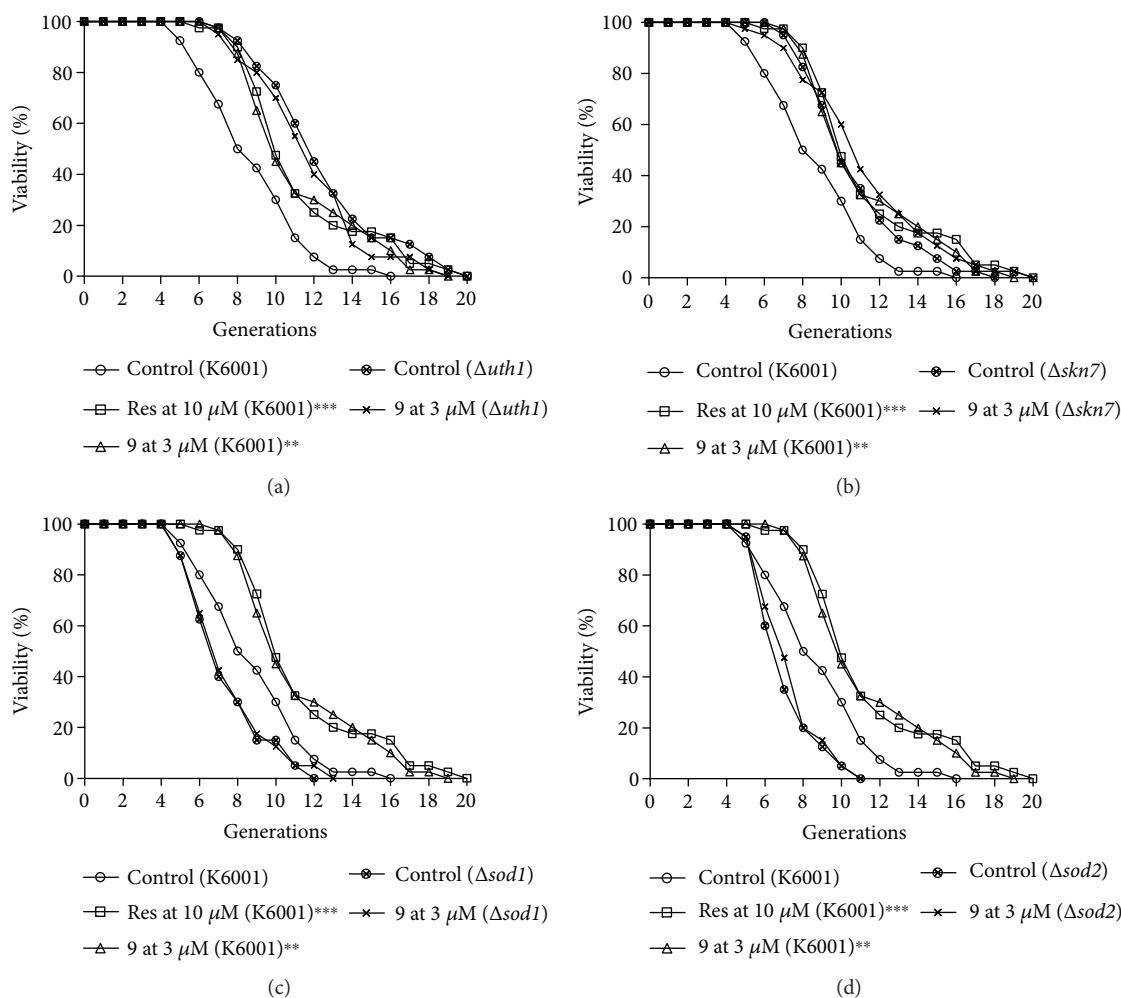 100
80
60
40
20
0
Viability (%)
0 2 4 6 8 10 12 14 16 18 20
Generations
Control (K6001)
Control (Δuth1)
Res at 10 μM (K6001)***
9 at 3 μM (Δuth1)
9 at 3 μM (K6001)**
(a)
100
80
60
40
20
0
Viability (%)
0 2 4 6 8 10 12 14 16 18 20
Generations
Control (K6001)
Control (Δskn7)
Res at 10 μM (K6001)***
9 at 3 μM (Δskn7)
9 at 3 μM (K6001)**
(b)
100
80
60
40
20
0
Viability (%)
0 2 4 6 8 10 12 14 16 18 20
Generations
Control (K6001)
Control (Δsod1)
Res at 10 μM (K6001)***
9 at 3 μM (Δsod1)
9 at 3 μM (K6001)**
(c)
100
80
60
40
20
0
Viability (%)
0 2 4 6 8 10 12 14 16 18 20
Generations
Control (K6001)
Control (Δsod2)
Res at 10 μM (K6001)***
9 at 3 μM (Δsod2)
9 at 3 μM (K6001)**
(d)